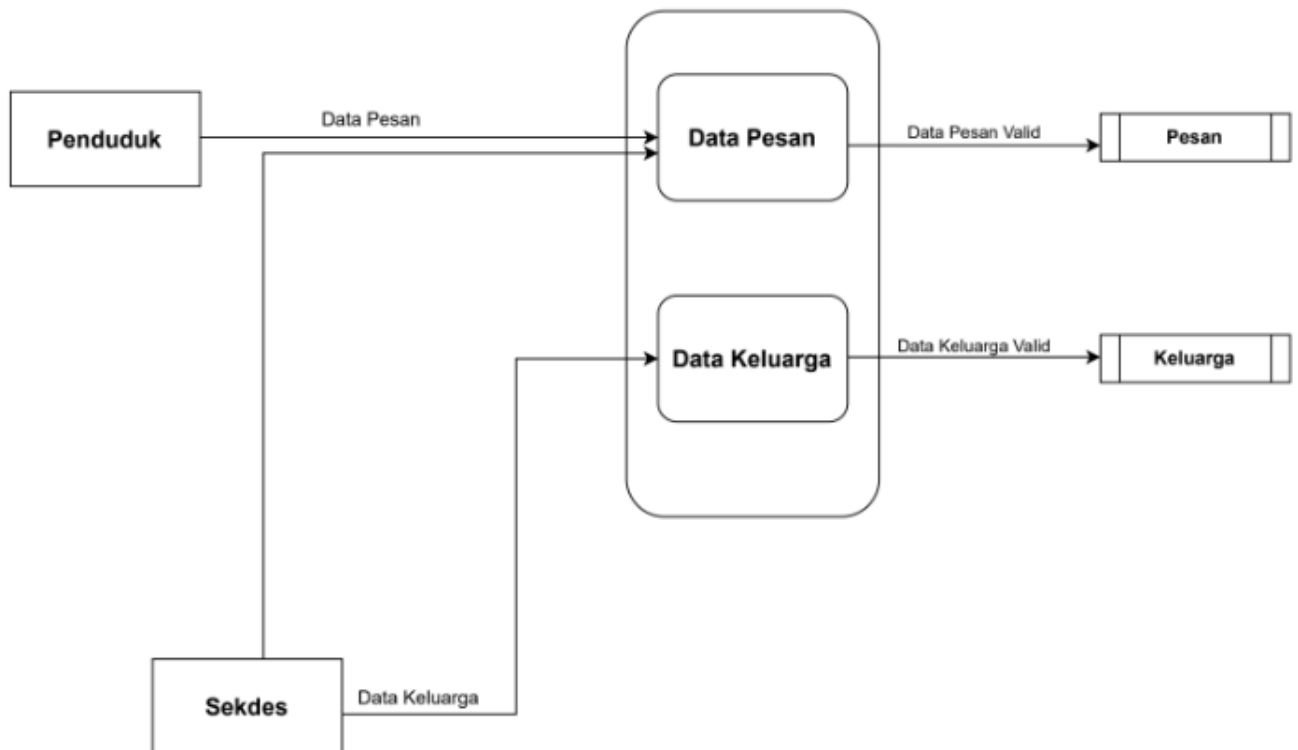 Penduduk
Data Pesan
Data Pesan
Data Pesan Valid
Pesan
Data Keluarga
Data Keluarga Valid
Keluarga
Sekdes
Data Keluarga